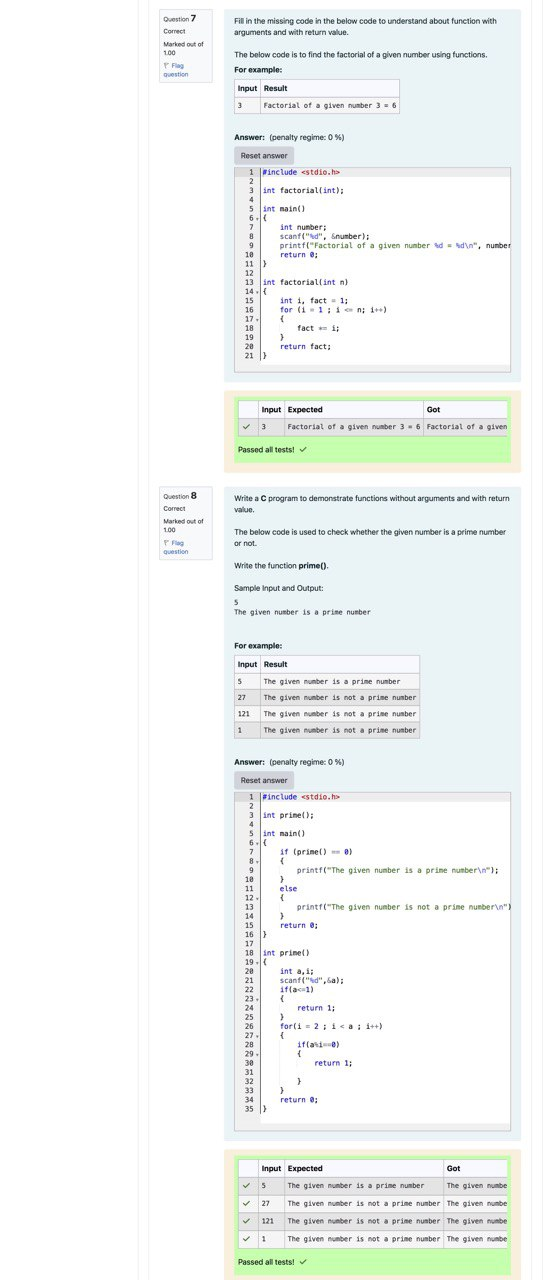 Question 7
Correct
Marked out of
1.00
Flag
question
Fill in the missing code in the below code to understand about function with
arguments and with return value.
The below code is to find the factorial of a given number using functions.
For example:
Input Result
3 Factorial of a given number 3 = 6
Answer: (penalty regime: 0 %)
Reset answer
1 #include <stdio.h>
2
3 int factorial(int);
4
5 int main()
6 {
7 int number;
8 scanf("%d", &number);
9 printf("Factorial of a given number %d = %d\n", number
10 return 0;
11 }
12
13 int factorial(int n)
14 {
15 int i, fact = 1;
16 for (i = 1 ; i <= n; i++)
17 {
18 fact *= i;
19 }
20 return fact;
21 }
Input Expected Got
3 Factorial of a given number 3 = 6 Factorial of a given
Passed all tests!
Question 8
Correct
Marked out of
1.00
Flag
question
Write a C program to demonstrate functions without arguments and with return
value.
The below code is used to check whether the given number is a prime number
or not.
Write the function prime().
Sample Input and Output:
5
The given number is a prime number
For example:
Input Result
5 The given number is a prime number
27 The given number is not a prime number
121 The given number is not a prime number
1 The given number is not a prime number
Answer: (penalty regime: 0 %)
Reset answer
1 #include <stdio.h>
2
3 int prime();
4
5 int main()
6 {
7 if (prime() == 0)
8 {
9 printf("The given number is a prime number\n");
10 }
11 else
12 {
13 printf("The given number is not a prime number\n")
14 }
15 return 0;
16 }
17
18 int prime()
19 {
20 int a,i;
21 scanf("%d",&a);
22 if(a<=1)
23 {
24 return 1;
25 }
26 for(i = 2 ; i < a ; i++)
27 {
28 if(a%i==0)
29 {
30 return 1;
31
32 }
33 }
34 return 0;
35 }
Input Expected Got
5 The given number is a prime number The given numbe
27 The given number is not a prime number The given numbe
121 The given number is not a prime number The given numbe
1 The given number is not a prime number The given numbe
Passed all tests!